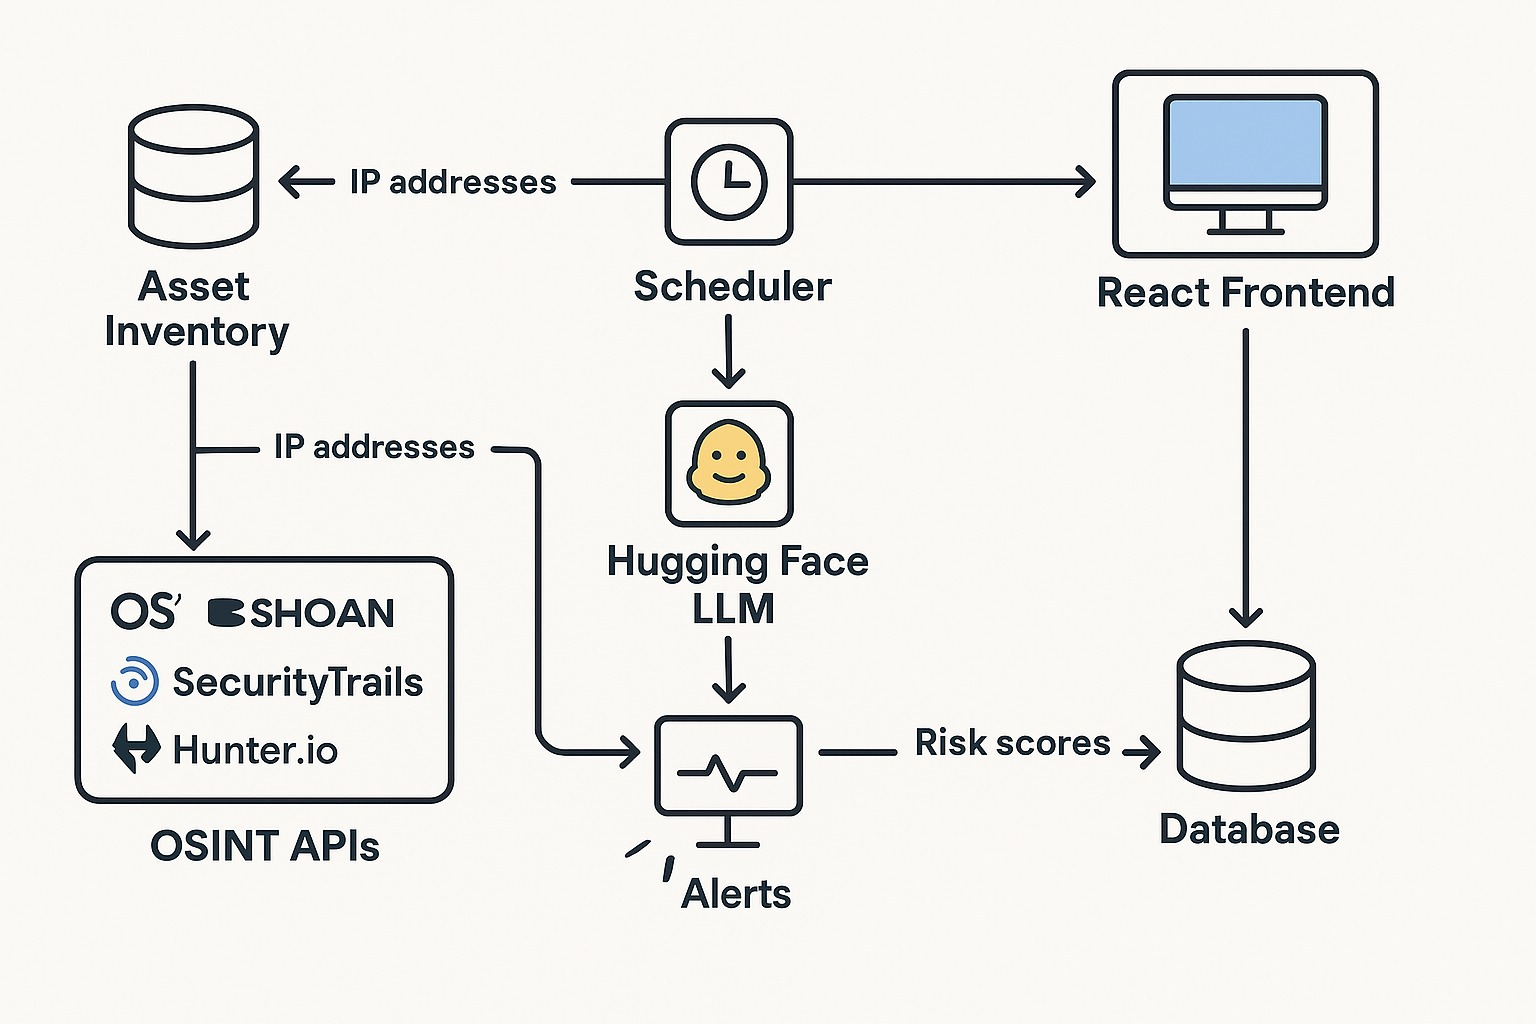 IP addresses
Asset
Inventory
Scheduler
React Frontend
IP addresses
Hugging Face
LLM
OS’ SHOAN
SecurityTrails
Hunter.io
OSINT APIs
Risk scores
Database
Alerts